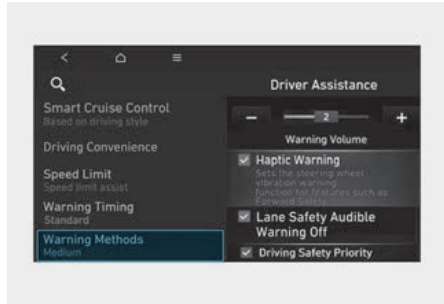 Driver Assistance
Smart Cruise Control
Based on driving style
Driving Convenience
Speed Limit
Speed limit assist
Warning Timing
Standard
Warning Methods
Medium
− 2 +
Warning Volume
Haptic Warning
Sets the steering wheel
vibration warning
function for features such as
Forward Safety
Lane Safety Audible
Warning Off
Driving Safety Priority